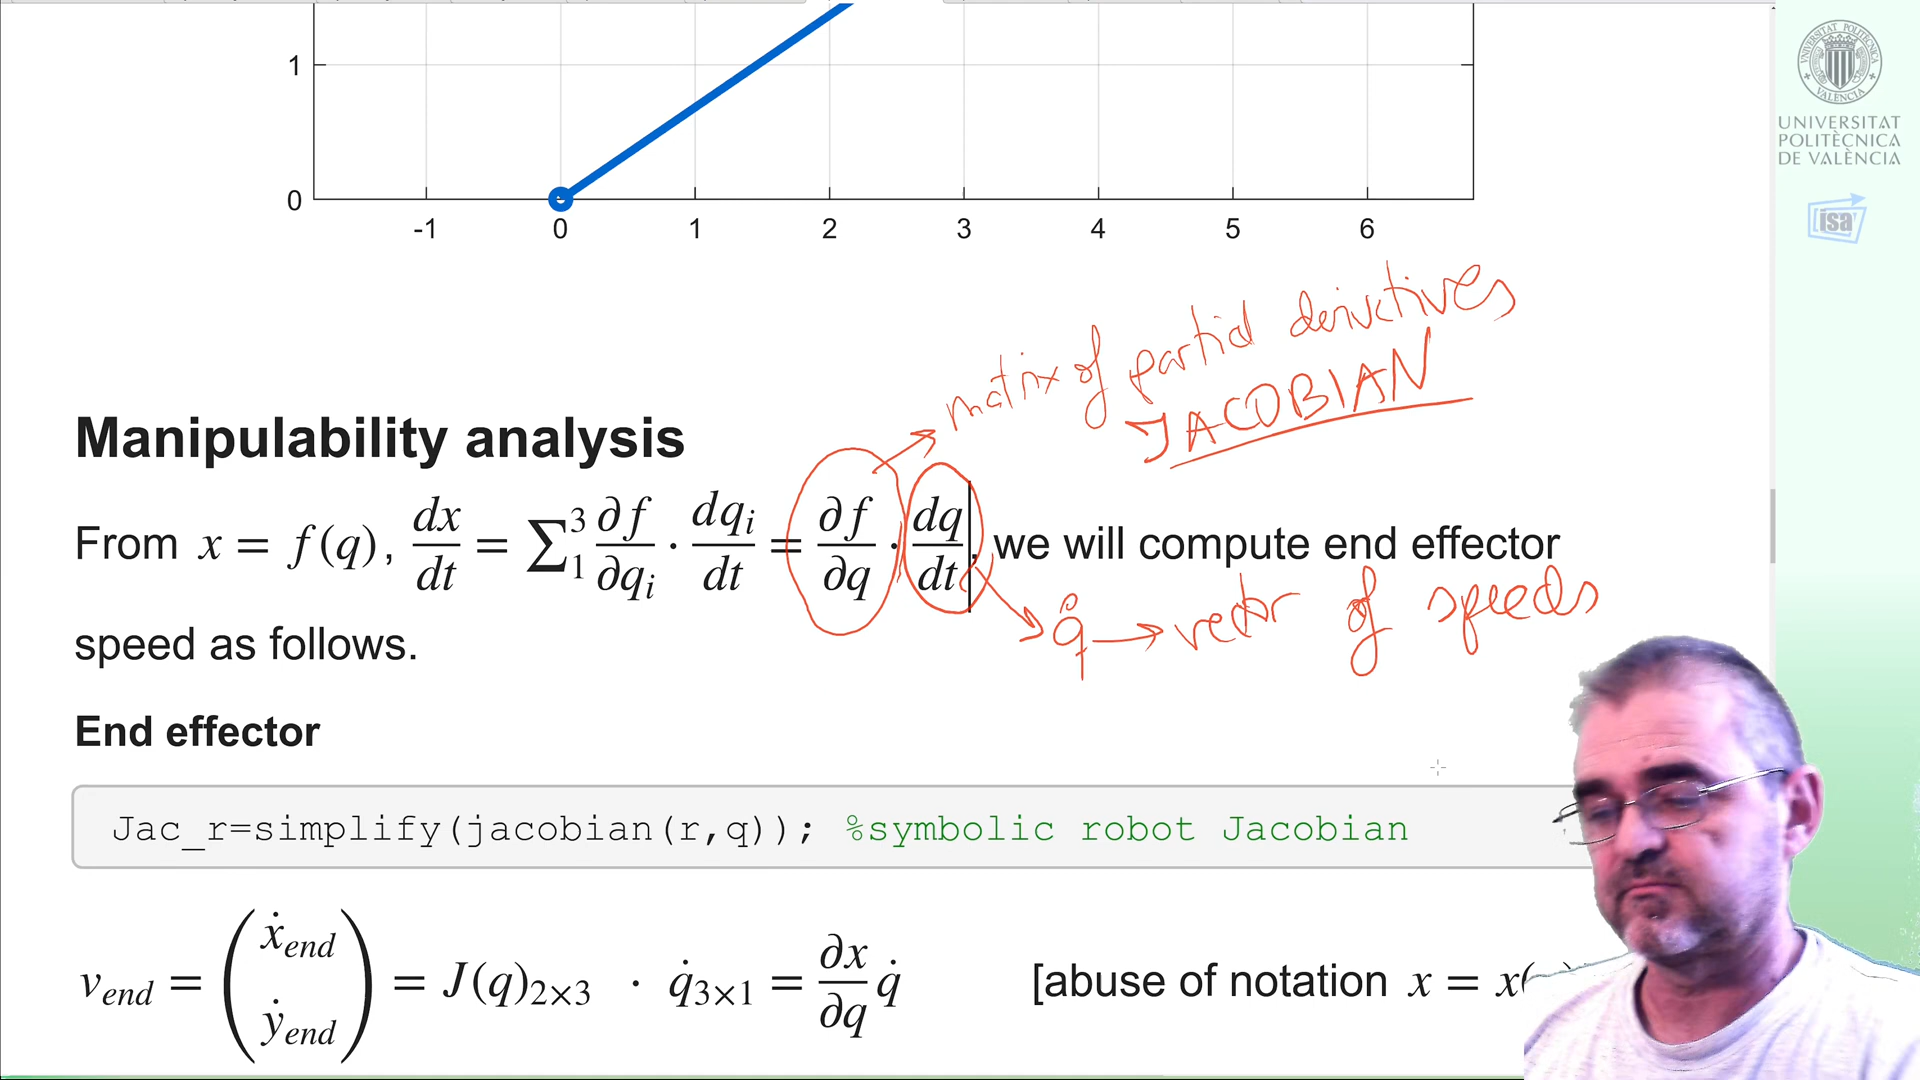 1
0
-1 0 1 2 3 4 5 6
UNIVERSITAT
POLITÈCNICA
DE VALÈNCIA
isa
matrix of partial derivatives
JACOBIAN
Manipulability analysis
From x = f(q), dx/dt = ∑₁³ ∂f/∂qᵢ · dqᵢ/dt = ∂f/∂q · dq/dt, we will compute end effector
q̇ → vector of speeds
speed as follows.
End effector
Jac_r=simplify(jacobian(r,q)); %symbolic robot Jacobian
v_end = (ẋ_end ẏ_end) = J(q)₂ₓ₃ · q̇₃ₓ₁ = ∂x/∂q q̇ [abuse of notation x = x(